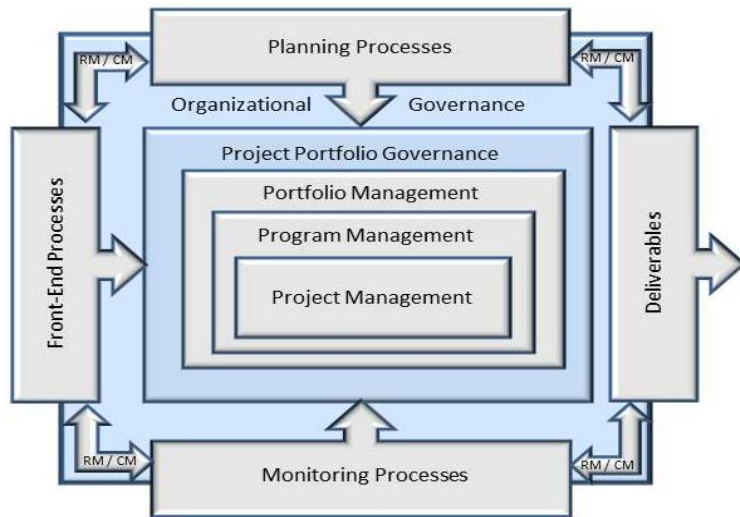 Planning Processes
RM / CM
RM / CM
Organizational Governance
Project Portfolio Governance
Portfolio Management
Program Management
Project Management
Front-End Processes
Deliverables
RM / CM
RM / CM
Monitoring Processes